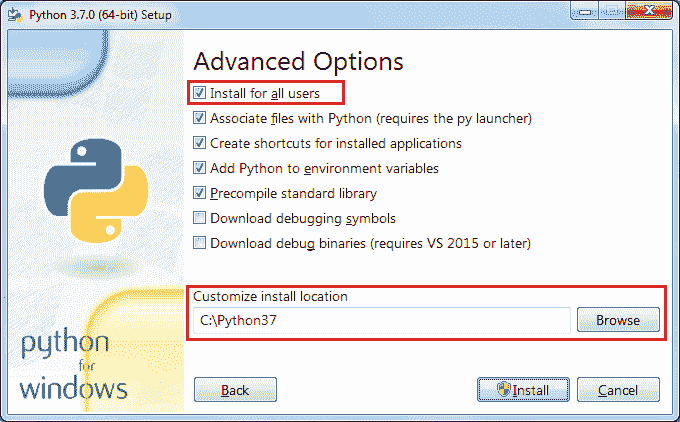 Python 3.7.0 (64-bit) Setup
Advanced Options
Install for all users
Associate files with Python (requires the py launcher)
Create shortcuts for installed applications
Add Python to environment variables
Precompile standard library
Download debugging symbols
Download debug binaries (requires VS 2015 or later)
Customize install location
C:\Python37
Browse
python
for
windows
Back
Install
Cancel